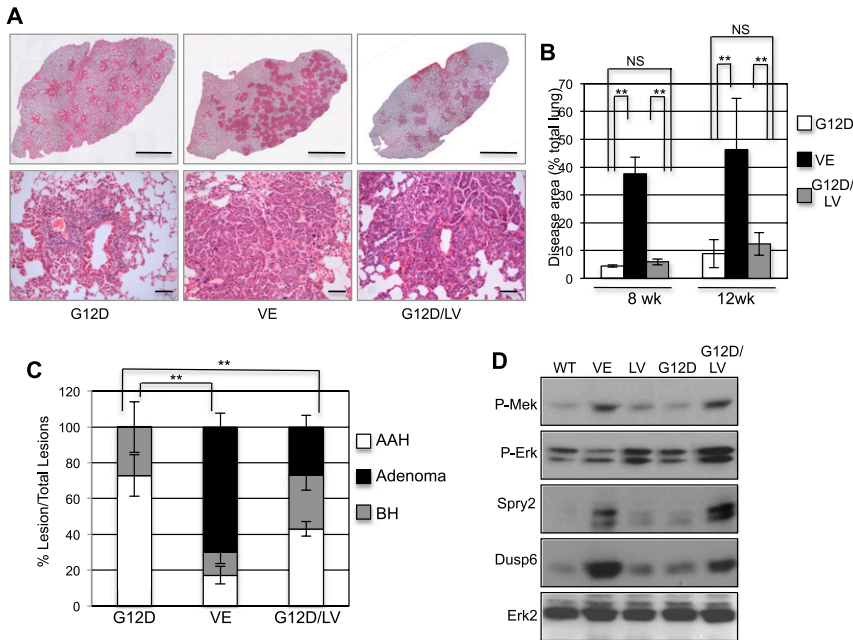 A
G12D VE G12D/LV
B
NS
NS
** **
** **
Disease area (% total lung)
70
60
50
40
30
20
10
0
8 wk 12wk
G12D
VE
G12D/
LV
C
**
**
% Lesion/Total Lesions
120
100
80
60
40
20
0
G12D VE G12D/LV
AAH
Adenoma
BH
D
WT VE LV G12D G12D/
LV
P-Mek
P-Erk
Spry2
Dusp6
Erk2